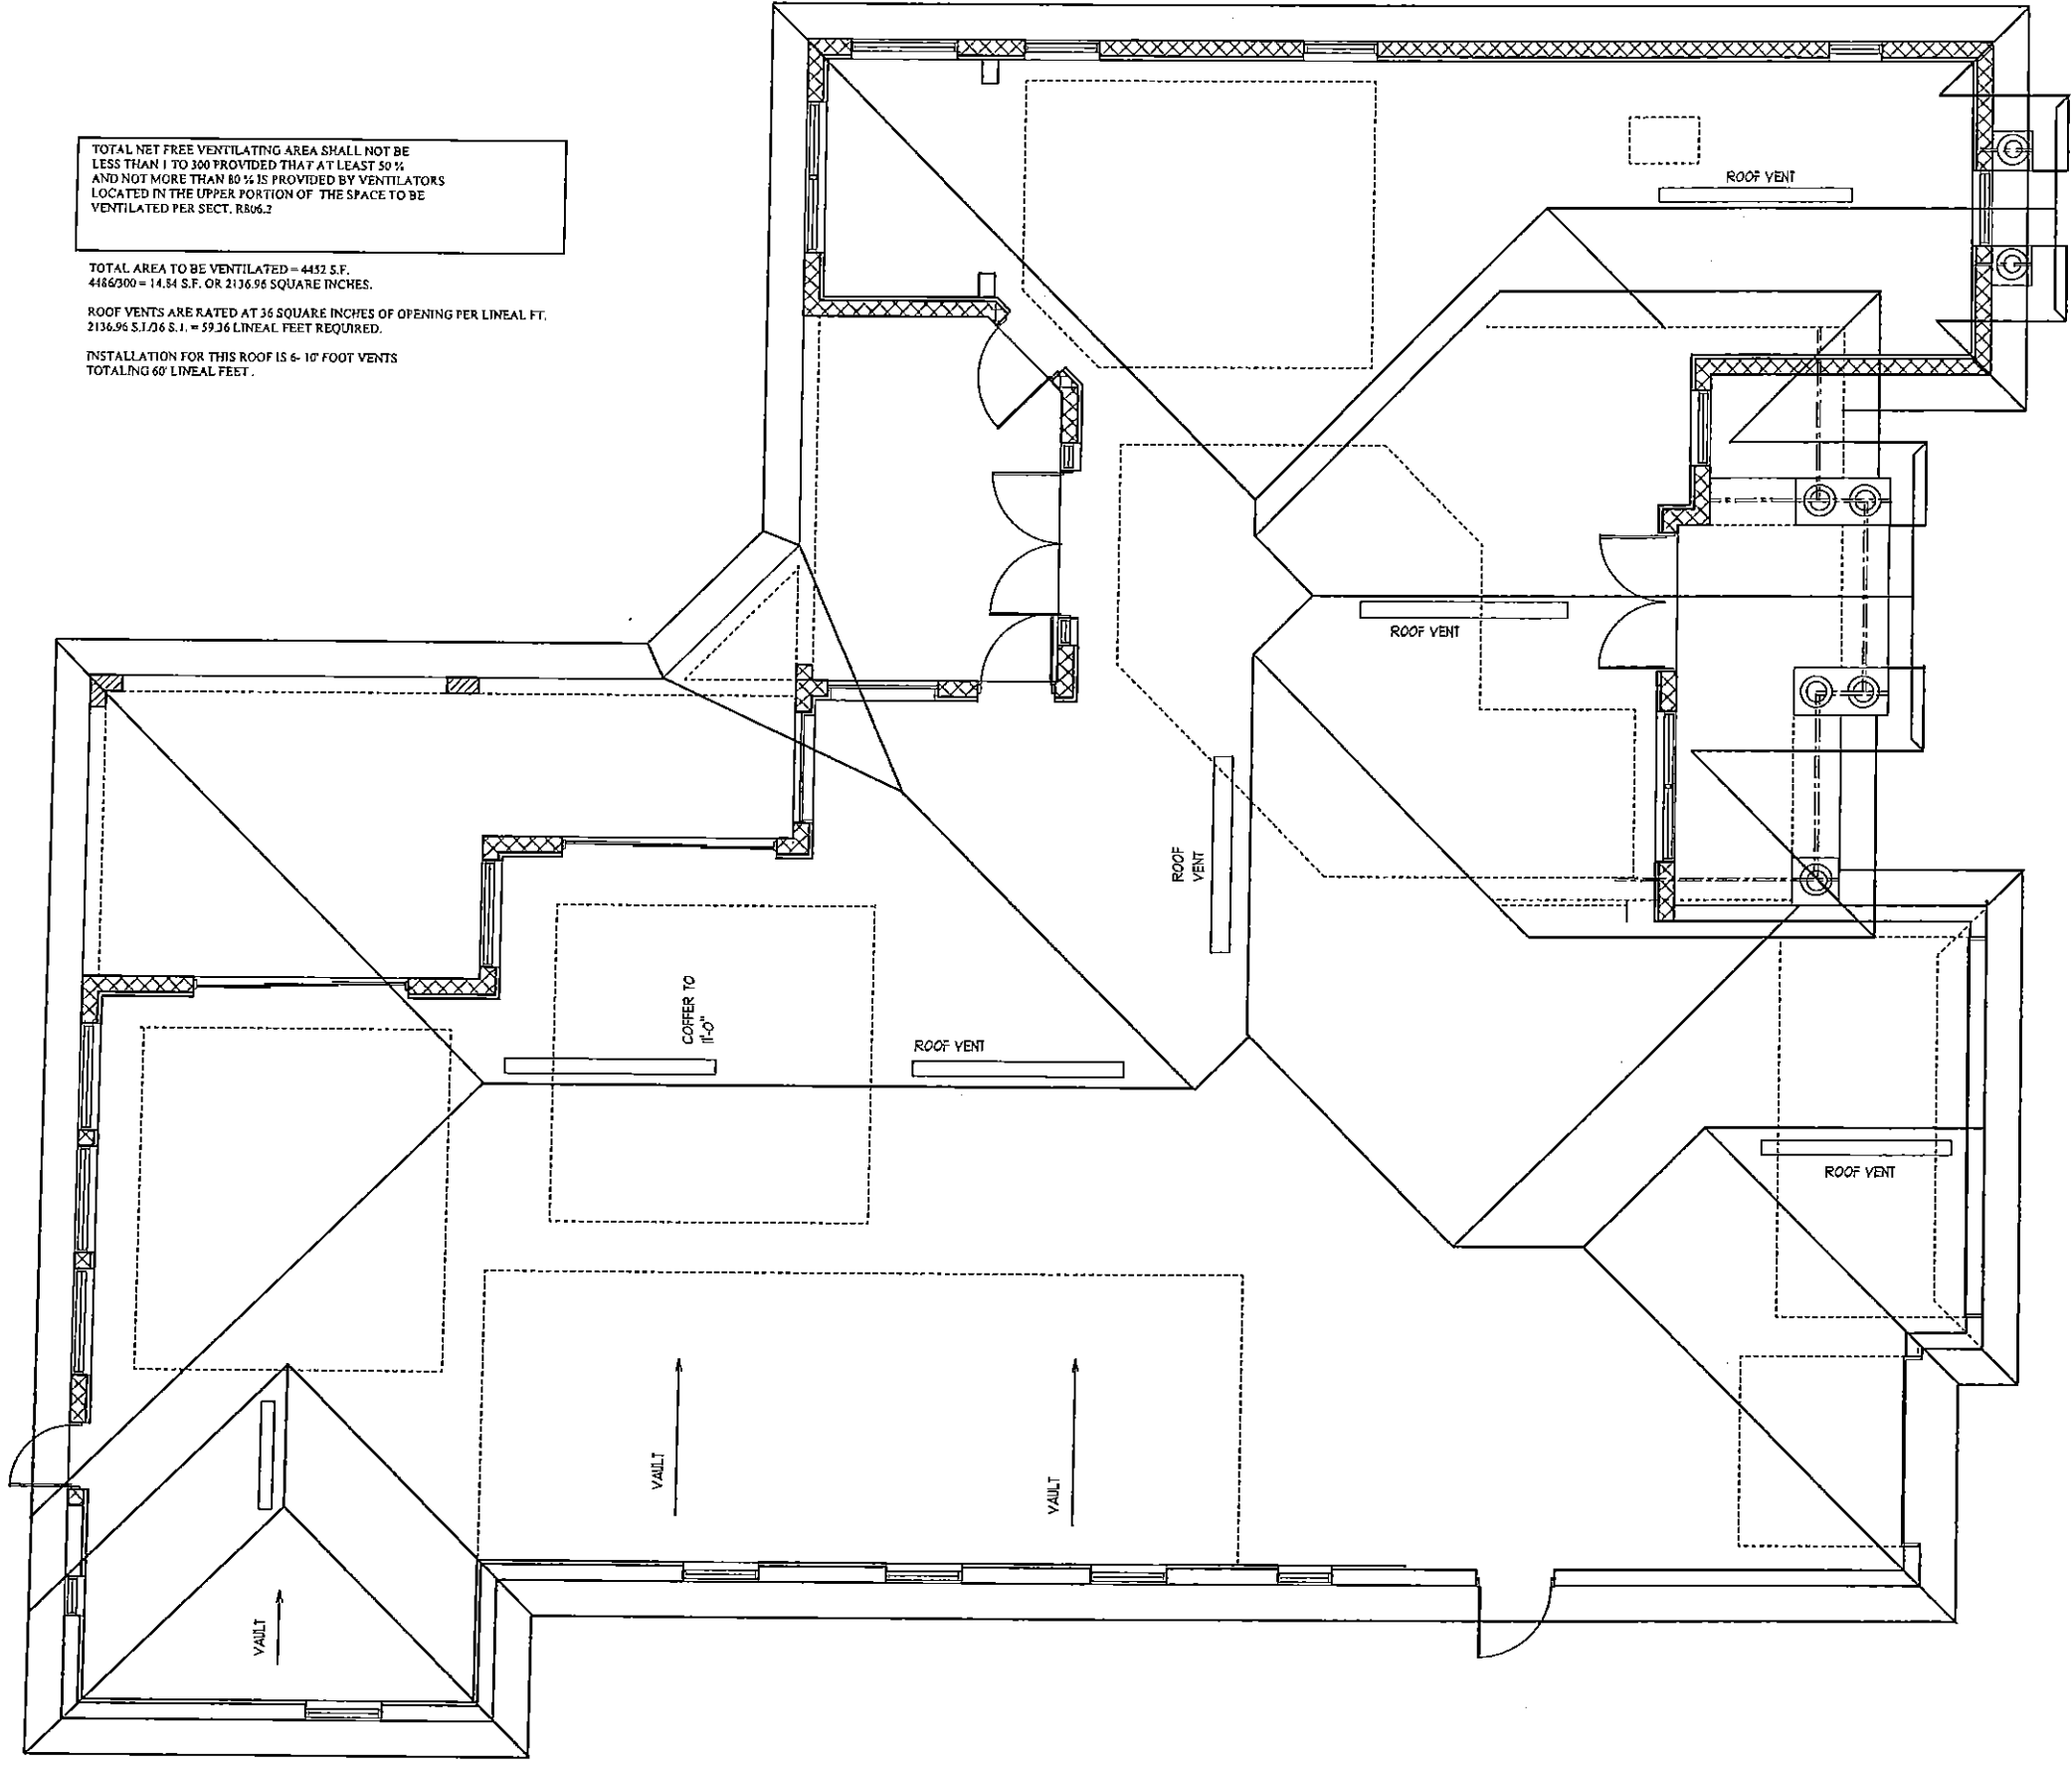 TOTAL NET FREE VENTILATING AREA SHALL NOT BE
LESS THAN 1 TO 300 PROVIDED THAT AT LEAST 50 %
AND NOT MORE THAN 80 % IS PROVIDED BY VENTILATORS
LOCATED IN THE UPPER PORTION OF THE SPACE TO BE
VENTILATED PER SECT. R806.2
TOTAL AREA TO BE VENTILATED = 4452 S.F.
4486/300 = 14.84 S.F. OR 2136.96 SQUARE INCHES.
ROOF VENTS ARE RATED AT 36 SQUARE INCHES OF OPENING PER LINEAL FT.
2136.96 S.I./36 S.I. = 59.36 LINEAL FEET REQUIRED.
INSTALLATION FOR THIS ROOF IS 6- 10' FOOT VENTS
TOTALING 60' LINEAL FEET .
ROOF VENT
ROOF VENT
ROOF
VENT
COFFER TO
11'-0"
ROOF VENT
ROOF VENT
VAULT
VAULT
VAULT